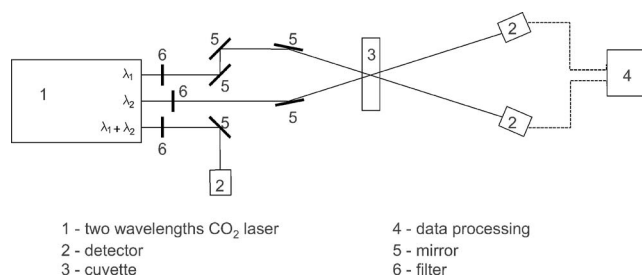 5
5
3
2
6
λ₁
5
1
6
4
λ₂
5
5
λ₁ + λ₂
6
2
2
1 - two wavelengths CO₂ laser
4 - data processing
2 - detector
5 - mirror
3 - cuvette
6 - filter